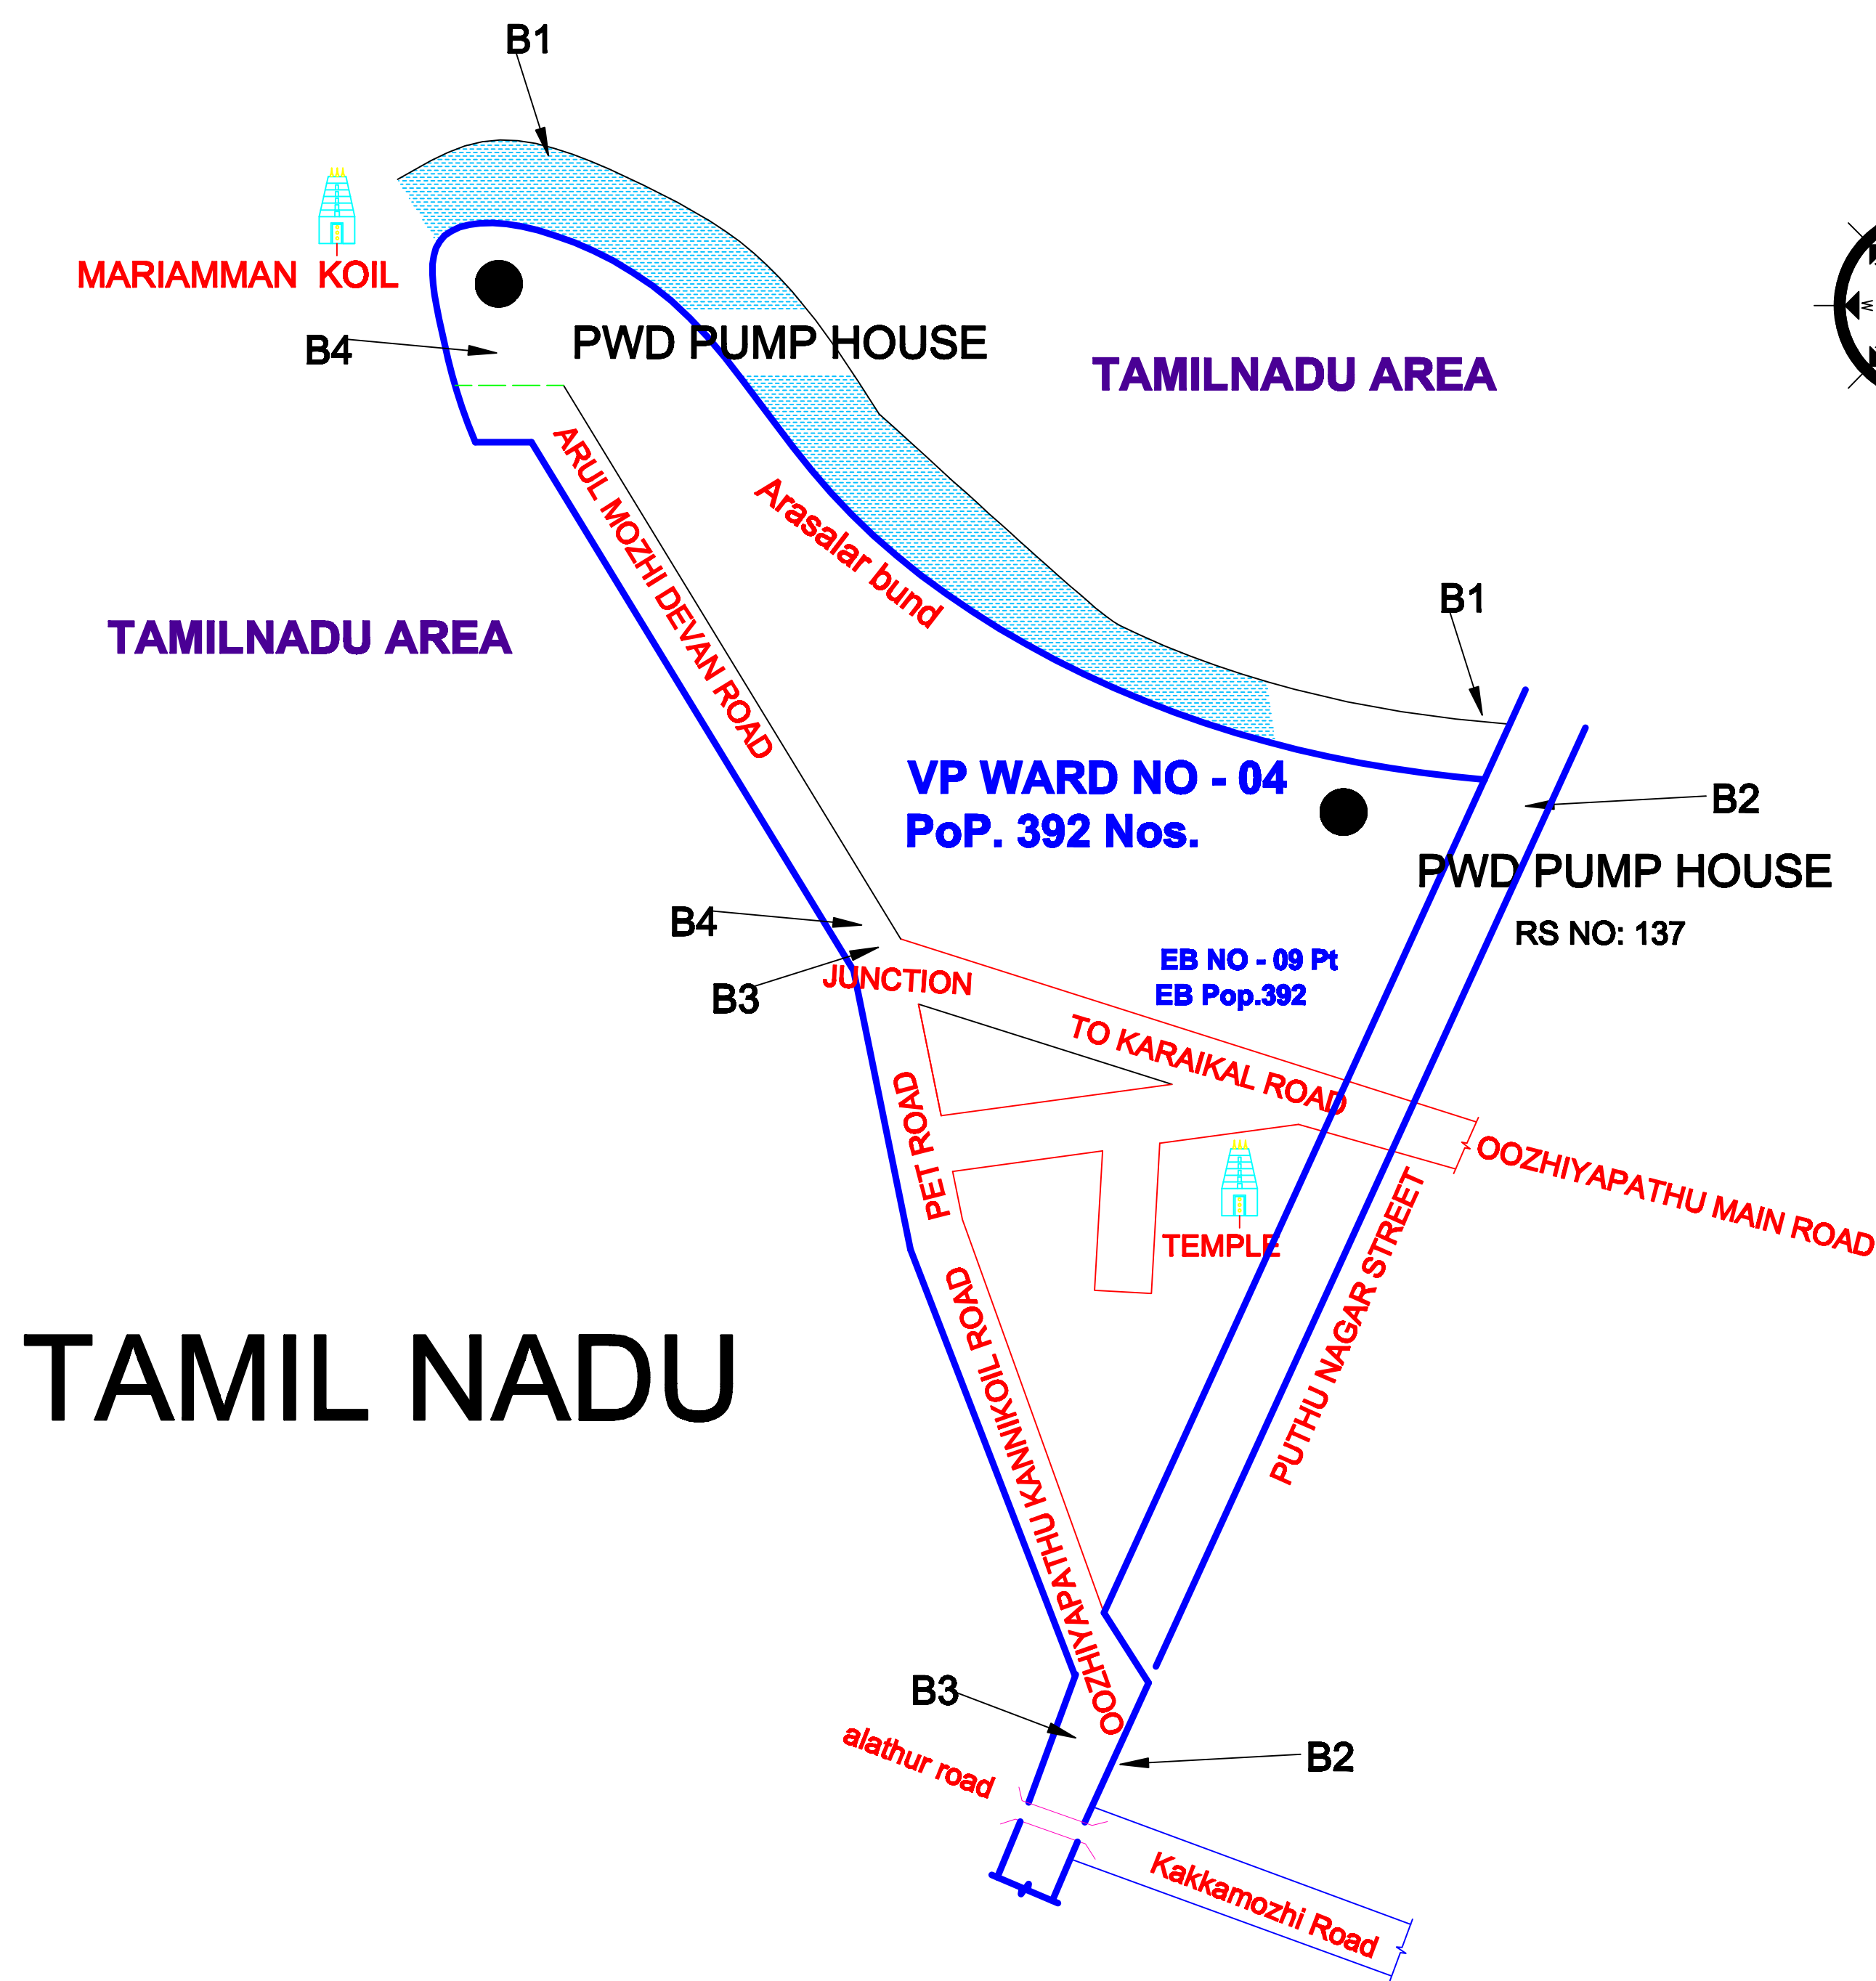 B1
MARIAMMAN KOIL
B4
PWD PUMP HOUSE
TAMILNADU AREA
W
ARUL MOZHI DEVAN ROAD
Arasalar bund
TAMILNADU AREA
B1
VP WARD NO - 04
PoP. 392 Nos.
B2
PWD PUMP HOUSE
RS NO: 137
B4
B3
JUNCTION
EB NO - 09 Pt
EB Pop.392
TO KARAIKAL ROAD
PET ROAD
OOZHIYAPATHU MAIN ROAD
TEMPLE
PUTHU NAGAR STREET
OOZHIYAPATHU KANNIKOIL ROAD
TAMIL NADU
B3
alathur road
B2
Kakkamozhi Road